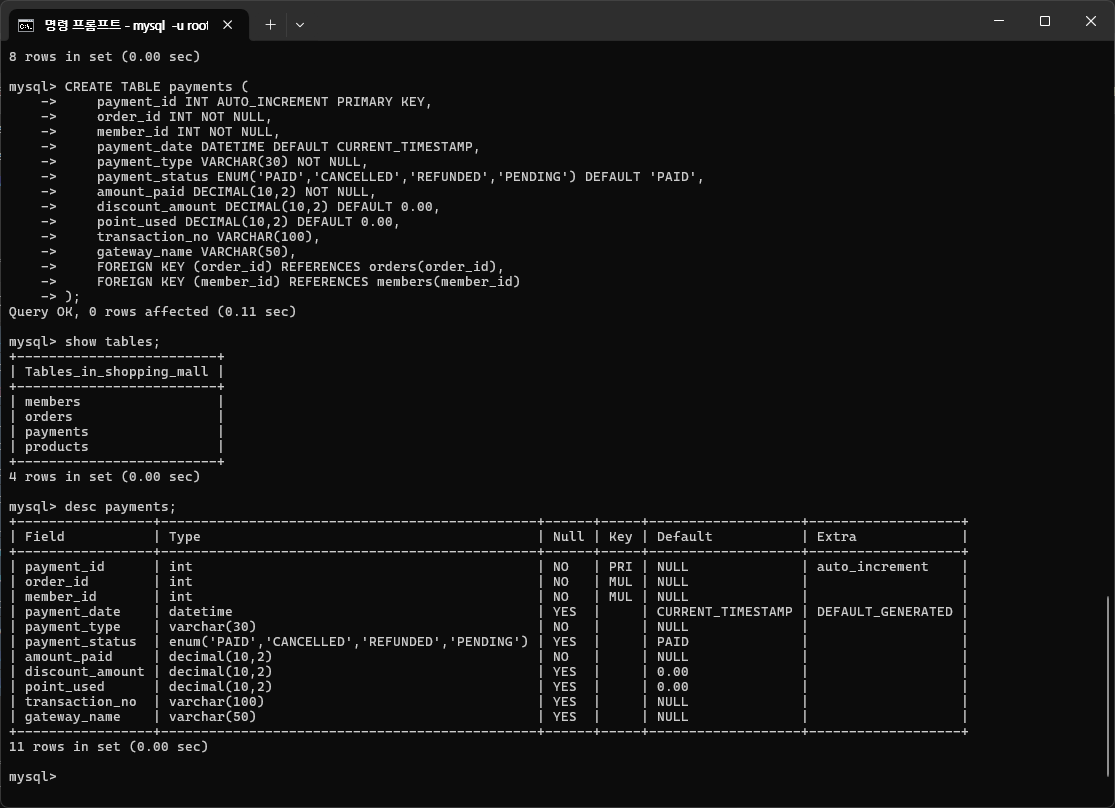 명령 프롬프트 - mysql -u root
8 rows in set (0.00 sec)
mysql> CREATE TABLE payments (
    ->     payment_id INT AUTO_INCREMENT PRIMARY KEY,
    ->     order_id INT NOT NULL,
    ->     member_id INT NOT NULL,
    ->     payment_date DATETIME DEFAULT CURRENT_TIMESTAMP,
    ->     payment_type VARCHAR(30) NOT NULL,
    ->     payment_status ENUM('PAID','CANCELLED','REFUNDED','PENDING') DEFAULT 'PAID',
    ->     amount_paid DECIMAL(10,2) NOT NULL,
    ->     discount_amount DECIMAL(10,2) DEFAULT 0.00,
    ->     point_used DECIMAL(10,2) DEFAULT 0.00,
    ->     transaction_no VARCHAR(100),
    ->     gateway_name VARCHAR(50),
    ->     FOREIGN KEY (order_id) REFERENCES orders(order_id),
    ->     FOREIGN KEY (member_id) REFERENCES members(member_id)
    -> );
Query OK, 0 rows affected (0.11 sec)
mysql> show tables;
+-------------------------+
| Tables_in_shopping_mall |
+-------------------------+
| members                 |
| orders                  |
| payments                |
| products                |
+-------------------------+
4 rows in set (0.00 sec)
mysql> desc payments;
+-----------------+-----------------------------------------------+------+-----+-------------------+-------------------+
| Field           | Type                                          | Null | Key | Default           | Extra             |
+-----------------+-----------------------------------------------+------+-----+-------------------+-------------------+
| payment_id      | int                                           | NO   | PRI | NULL              | auto_increment    |
| order_id        | int                                           | NO   | MUL | NULL              |                   |
| member_id       | int                                           | NO   | MUL | NULL              |                   |
| payment_date    | datetime                                      | YES  |     | CURRENT_TIMESTAMP | DEFAULT_GENERATED |
| payment_type    | varchar(30)                                   | NO   |     | NULL              |                   |
| payment_status  | enum('PAID','CANCELLED','REFUNDED','PENDING') | YES  |     | PAID              |                   |
| amount_paid     | decimal(10,2)                                 | NO   |     | NULL              |                   |
| discount_amount | decimal(10,2)                                 | YES  |     | 0.00              |                   |
| point_used      | decimal(10,2)                                 | YES  |     | 0.00              |                   |
| transaction_no  | varchar(100)                                  | YES  |     | NULL              |                   |
| gateway_name    | varchar(50)                                   | YES  |     | NULL              |                   |
+-----------------+-----------------------------------------------+------+-----+-------------------+-------------------+
11 rows in set (0.00 sec)
mysql>